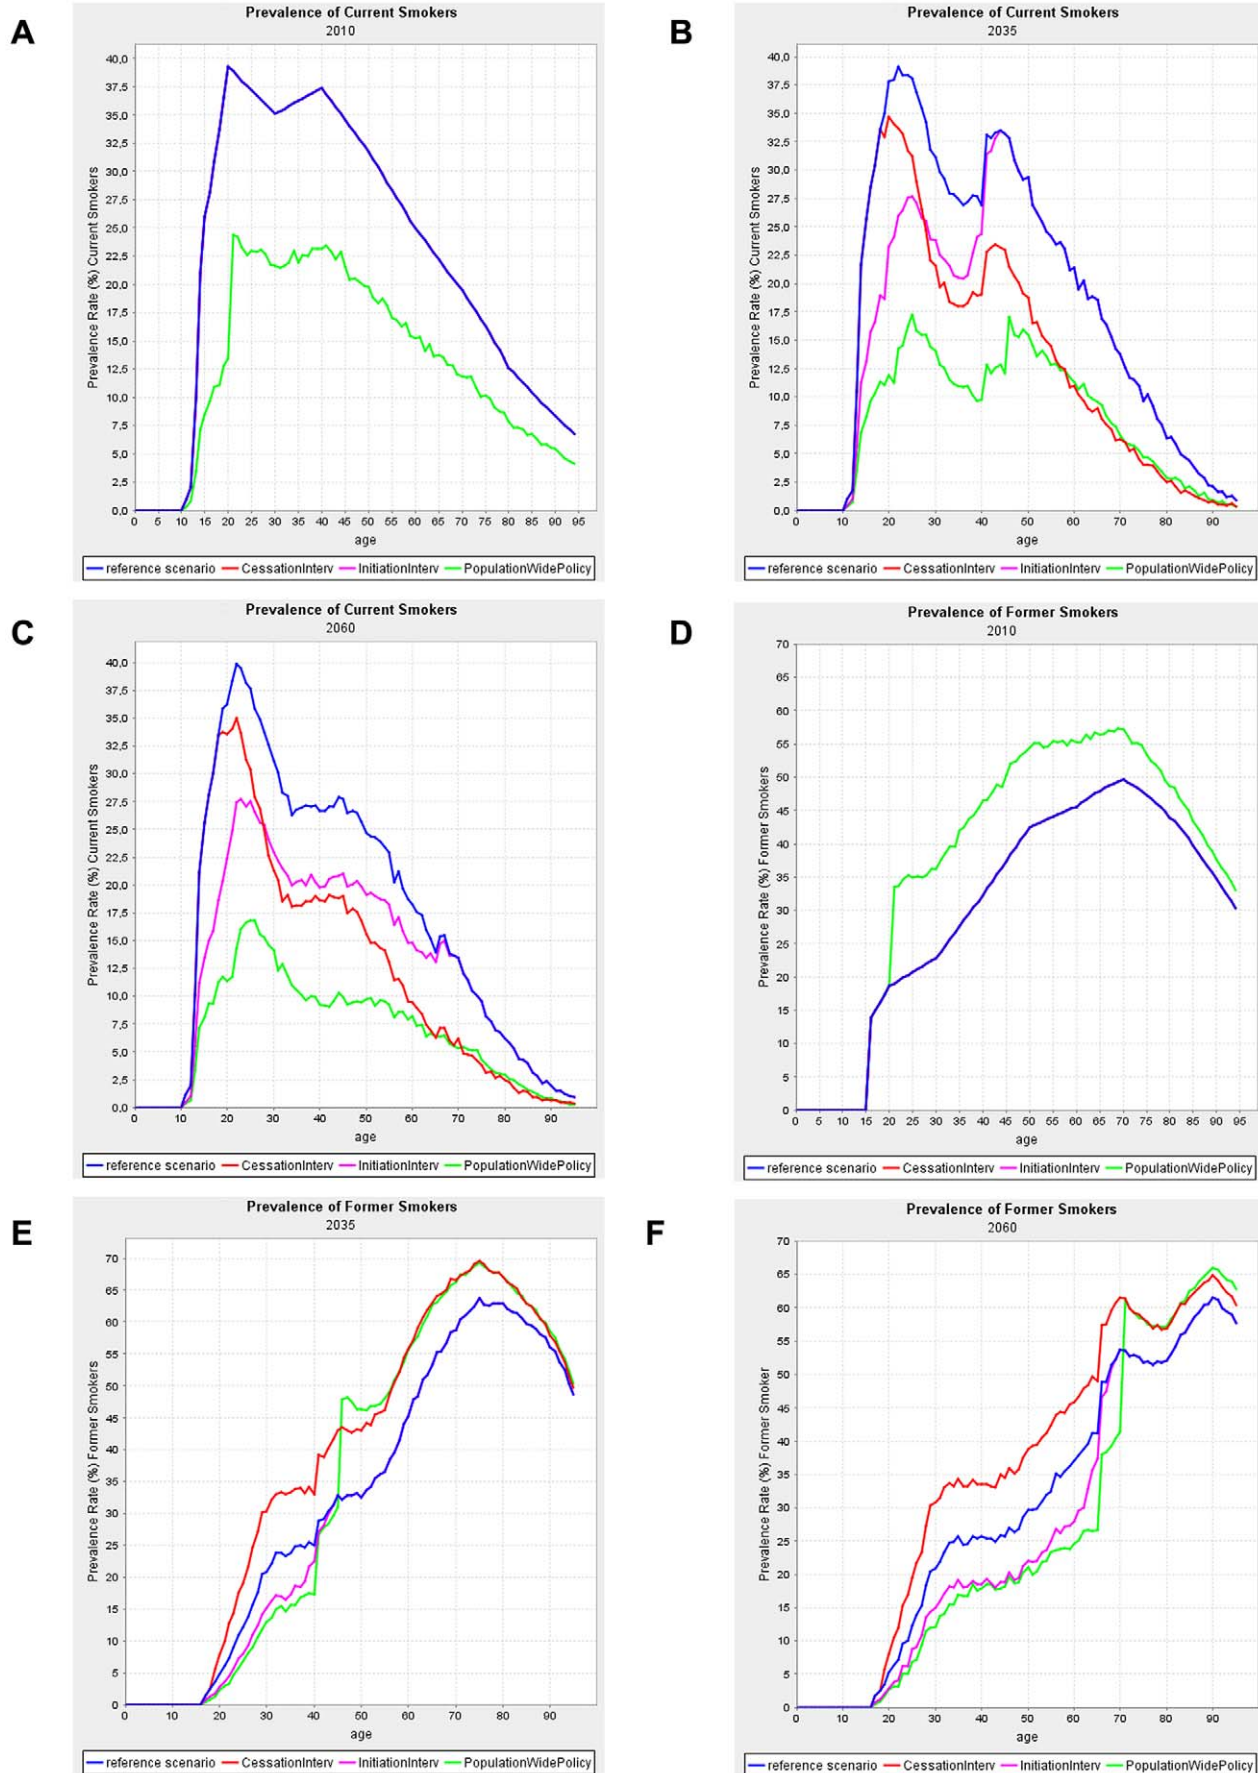 A
Prevalence of Current Smokers
2010
Prevalence Rate (%) Current Smokers
40,0
37,5
35,0
32,5
30,0
27,5
25,0
22,5
20,0
17,5
15,0
12,5
10,0
7,5
5,0
2,5
0,0
0 5 10 15 20 25 30 35 40 45 50 55 60 65 70 75 80 85 90 95
age
reference scenario CessationInterv InitiationInterv PopulationWidePolicy
B
Prevalence of Current Smokers
2035
Prevalence Rate (%) Current Smokers
40,0
37,5
35,0
32,5
30,0
27,5
25,0
22,5
20,0
17,5
15,0
12,5
10,0
7,5
5,0
2,5
0,0
0 10 20 30 40 50 60 70 80 90
age
reference scenario CessationInterv InitiationInterv PopulationWidePolicy
C
Prevalence of Current Smokers
2060
Prevalence Rate (%) Current Smokers
40,0
37,5
35,0
32,5
30,0
27,5
25,0
22,5
20,0
17,5
15,0
12,5
10,0
7,5
5,0
2,5
0,0
0 10 20 30 40 50 60 70 80 90
age
reference scenario CessationInterv InitiationInterv PopulationWidePolicy
D
Prevalence of Former Smokers
2010
Prevalence Rate (%) Former Smokers
70
65
60
55
50
45
40
35
30
25
20
15
10
5
0
0 5 10 15 20 25 30 35 40 45 50 55 60 65 70 75 80 85 90 95
age
reference scenario CessationInterv InitiationInterv PopulationWidePolicy
E
Prevalence of Former Smokers
2035
Prevalence Rate (%) Former Smokers
70
65
60
55
50
45
40
35
30
25
20
15
10
5
0
0 10 20 30 40 50 60 70 80 90
age
reference scenario CessationInterv InitiationInterv PopulationWidePolicy
F
Prevalence of Former Smokers
2060
Prevalence Rate (%) Former Smoker
70
65
60
55
50
45
40
35
30
25
20
15
10
5
0
0 10 20 30 40 50 60 70 80 90
age
reference scenario CessationInterv InitiationInterv PopulationWidePolicy